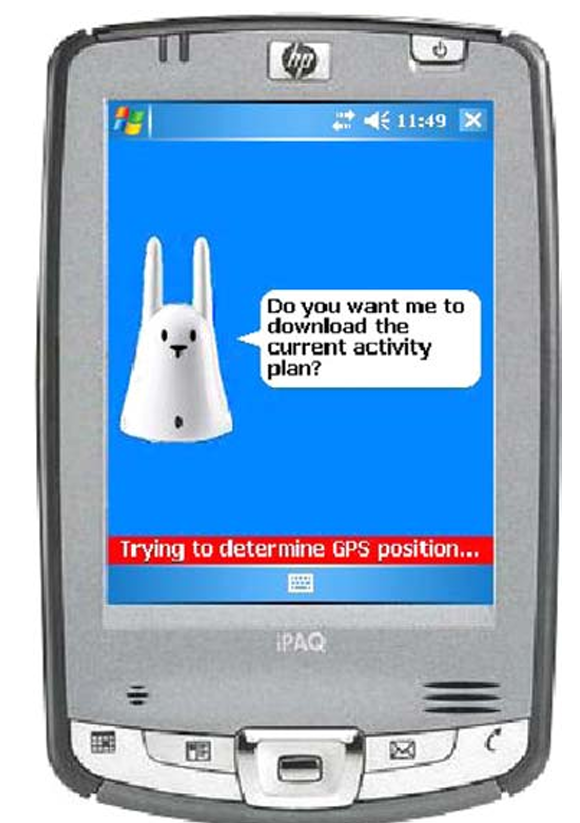 hp
11:49
Do you want me to
download the
current activity
plan?
Trying to determine GPS position...
iPAQ